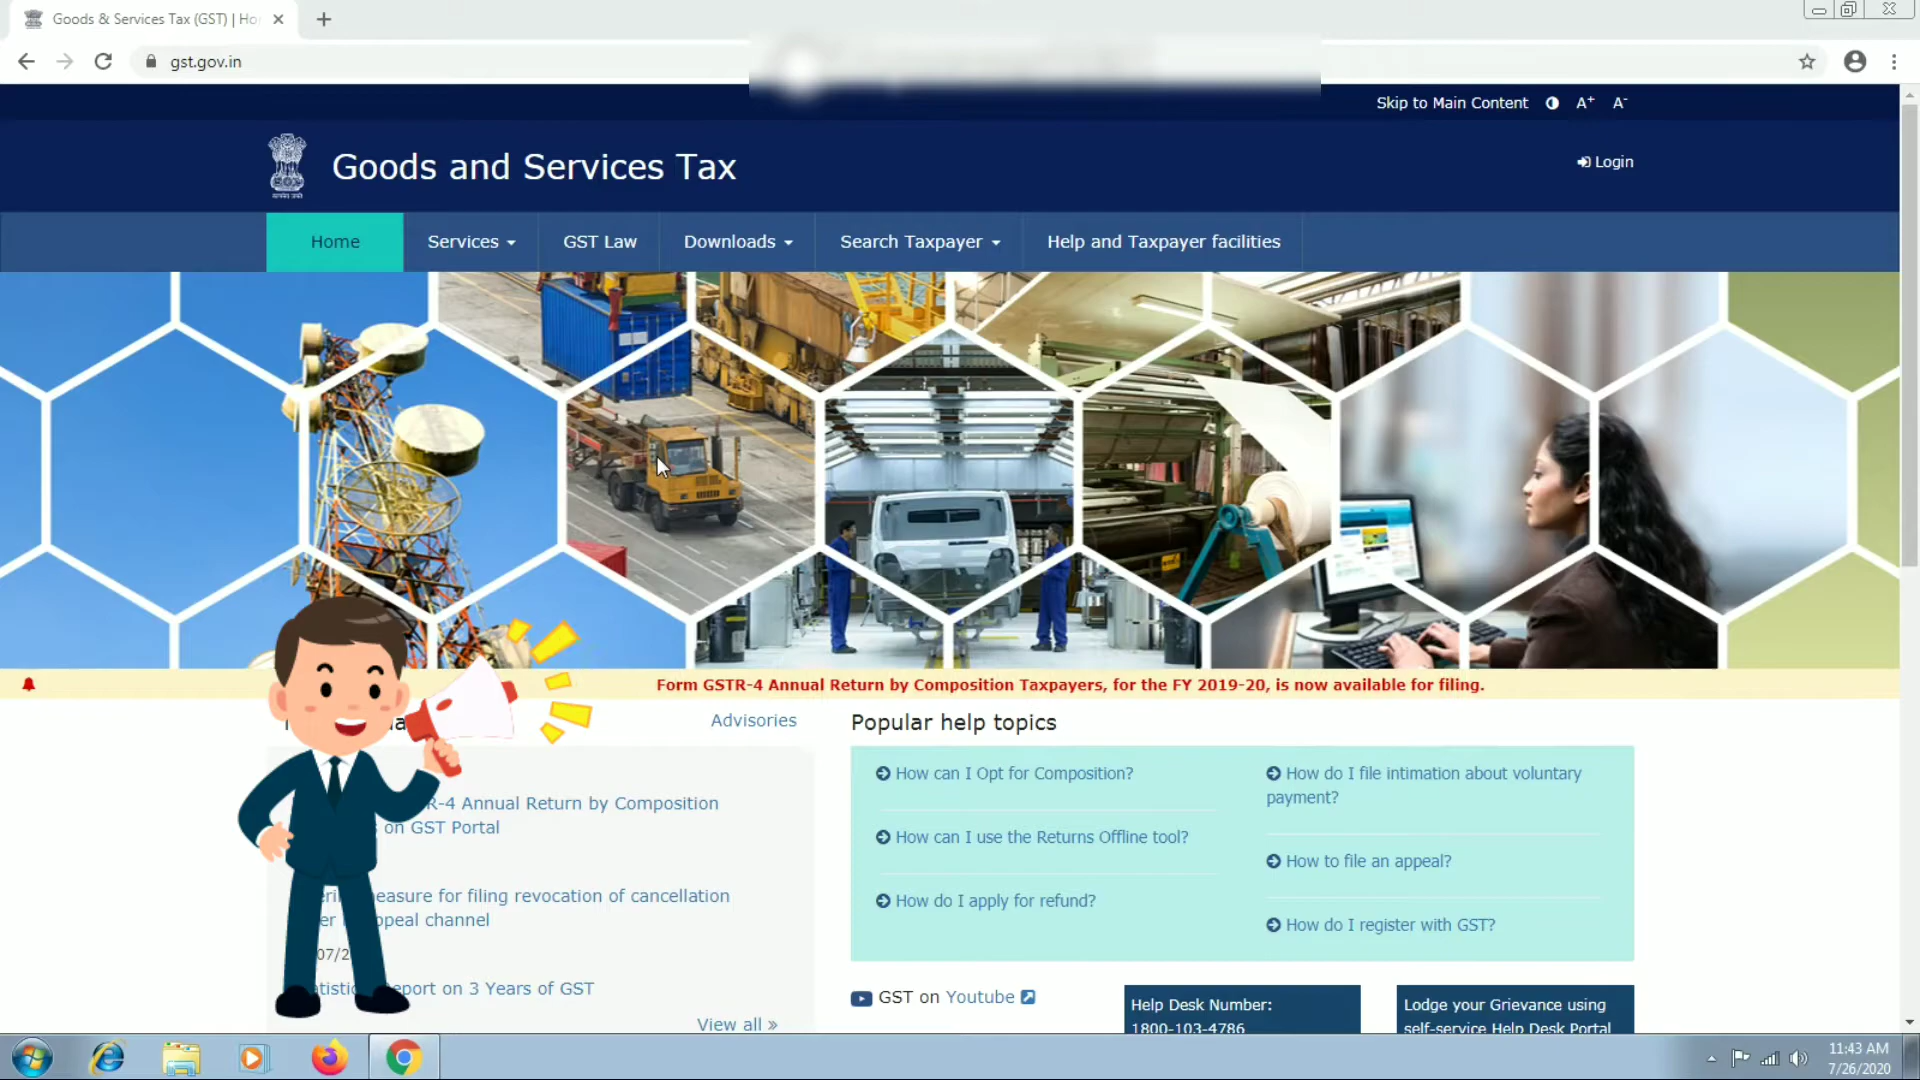 Goods & Services Tax (GST) | Ho
gst.gov.in
Skip to Main Content A+ A-
Goods and Services Tax
Login
Home Services GST Law Downloads Search Taxpayer Help and Taxpayer facilities
Form GSTR-4 Annual Return by Composition Taxpayers, for the FY 2019-20, is now available for filing.
Advisories
R-4 Annual Return by Composition
on GST Portal
measure for filing revocation of cancellation
View all »
Report on 3 Years of GST
Popular help topics
How can I Opt for Composition?
How can I use the Returns Offline tool?
How do I apply for refund?
How do I file intimation about voluntary
payment?
How to file an appeal?
How do I register with GST?
GST on Youtube
Help Desk Number:
1800-103-4786
Lodge your Grievance using
self-service Help Desk Portal
11:43 AM
7/26/2020